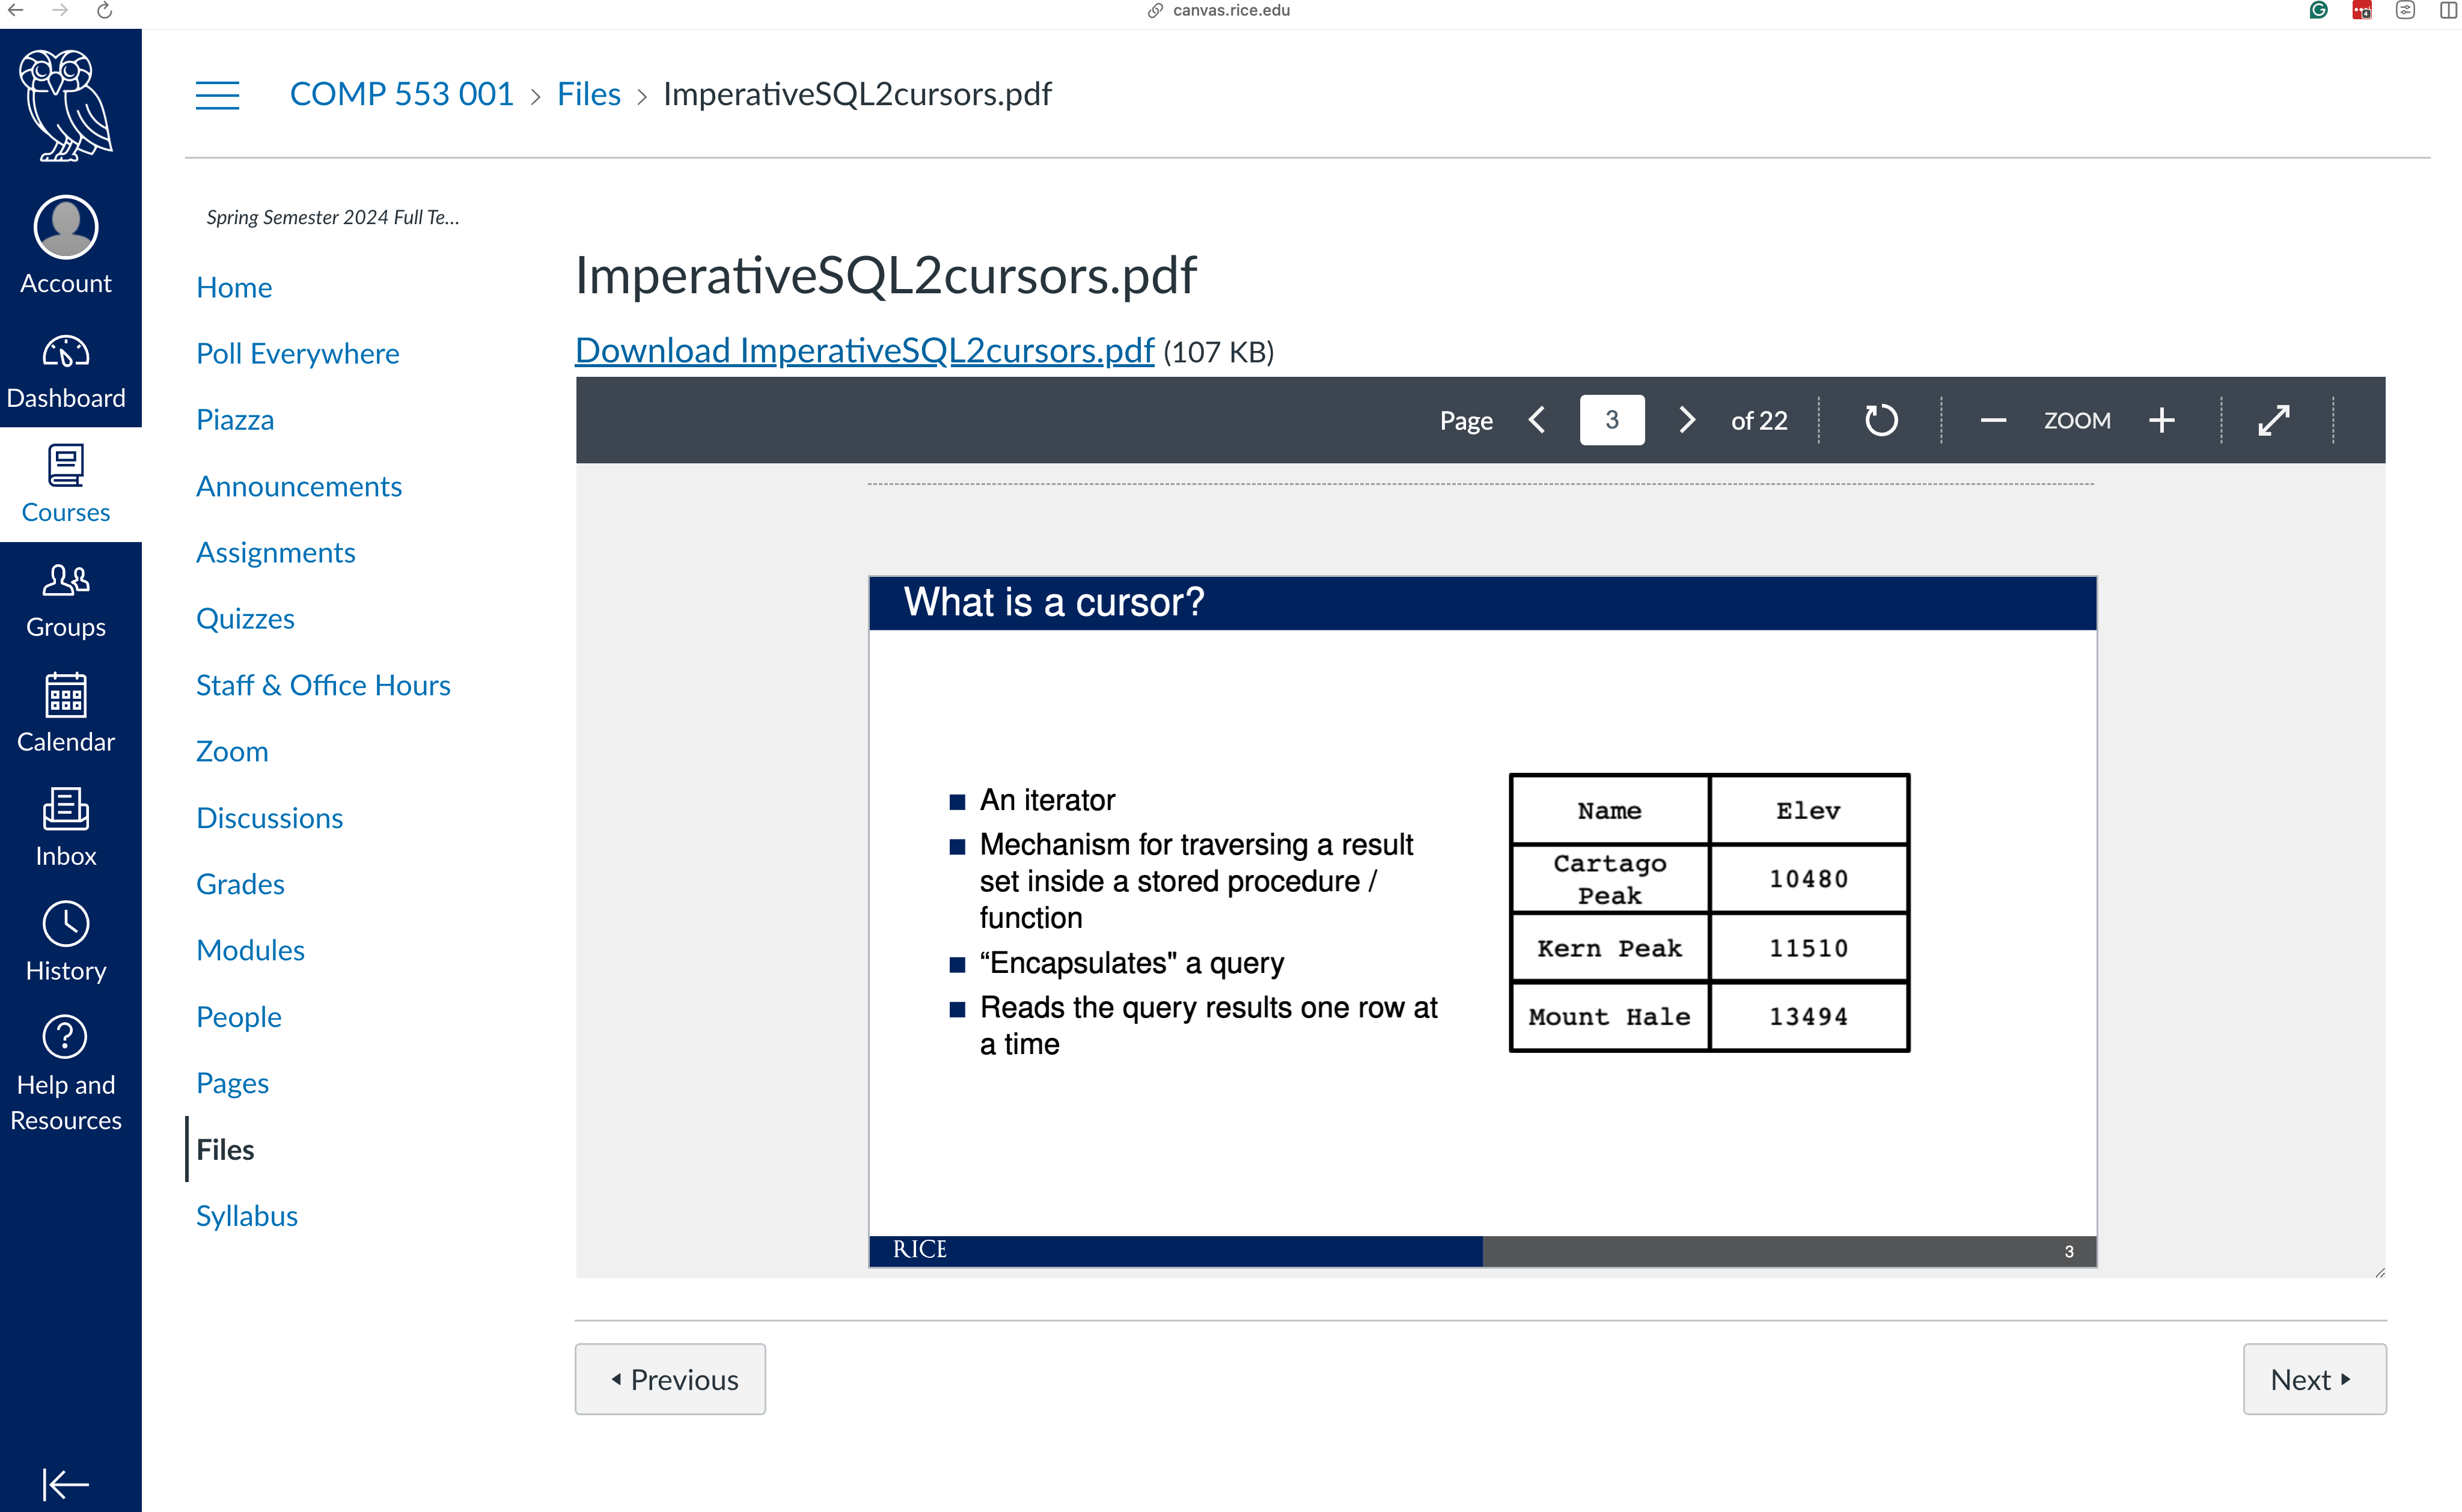 canvas.rice.edu
COMP 553 001 > Files > ImperativeSQL2cursors.pdf
Account
Dashboard
Courses
Groups
Calendar
Inbox
History
Help and
Resources
Spring Semester 2024 Full Te...
Home
Poll Everywhere
Piazza
Announcements
Assignments
Quizzes
Staff & Office Hours
Zoom
Discussions
Grades
Modules
People
Pages
Files
Syllabus
ImperativeSQL2cursors.pdf
Download ImperativeSQL2cursors.pdf (107 KB)
Page 3 of 22 ZOOM
What is a cursor?
An iterator
Mechanism for traversing a result
set inside a stored procedure /
function
“Encapsulates" a query
Reads the query results one row at
a time
Name Elev
Cartago
Peak 10480
Kern Peak 11510
Mount Hale 13494
RICE 3
Previous
Next